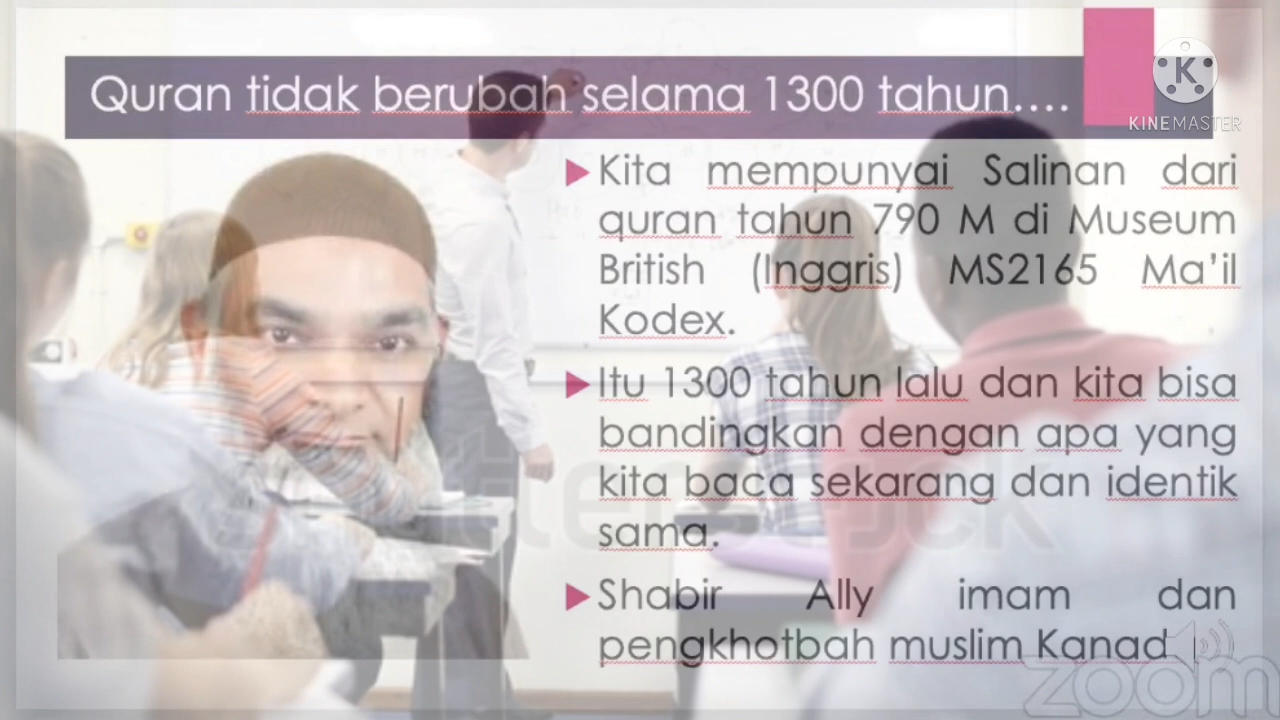 Quran tidak berubah selama 1300 tahun....
KINEMASTER
Kita mempunyai Salinan dari
quran tahun 790 M di Museum
British (Inggris) MS2165 Ma'il
Kodex.
Itu 1300 tahun lalu dan kita bisa
bandingkan dengan apa yang
kita baca sekarang dan identik
sama.
Shabir Ally imam dan
pengkhotbah muslim Kanad
zoom